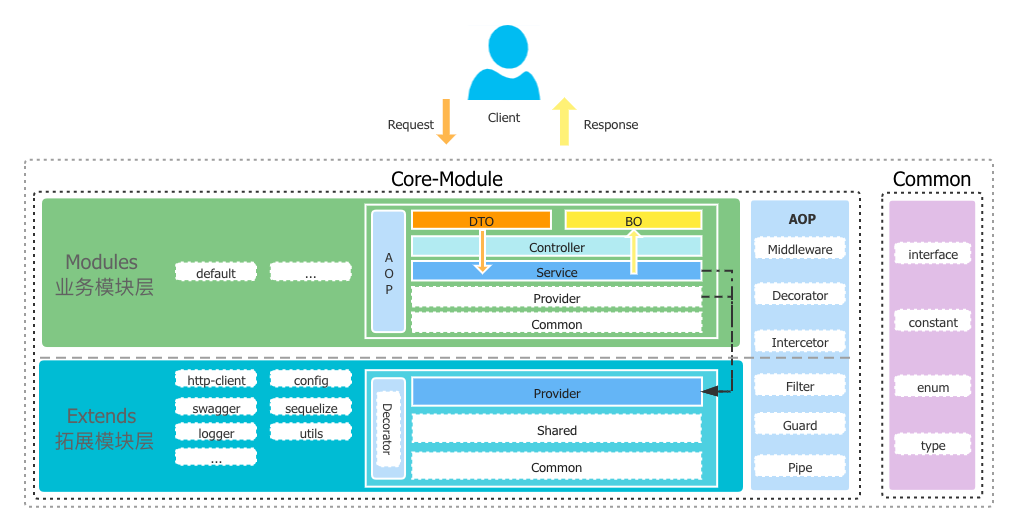 Client
Request
Response
Core-Module
Common
Modules
业务模块层
default
...
A
O
P
DTO
BO
Controller
Service
Provider
Common
Extends
拓展模块层
http-client
config
swagger
sequelize
logger
utils
...
Decorator
Provider
Shared
Common
AOP
Middleware
Decorator
Intercetor
Filter
Guard
Pipe
interface
constant
enum
type